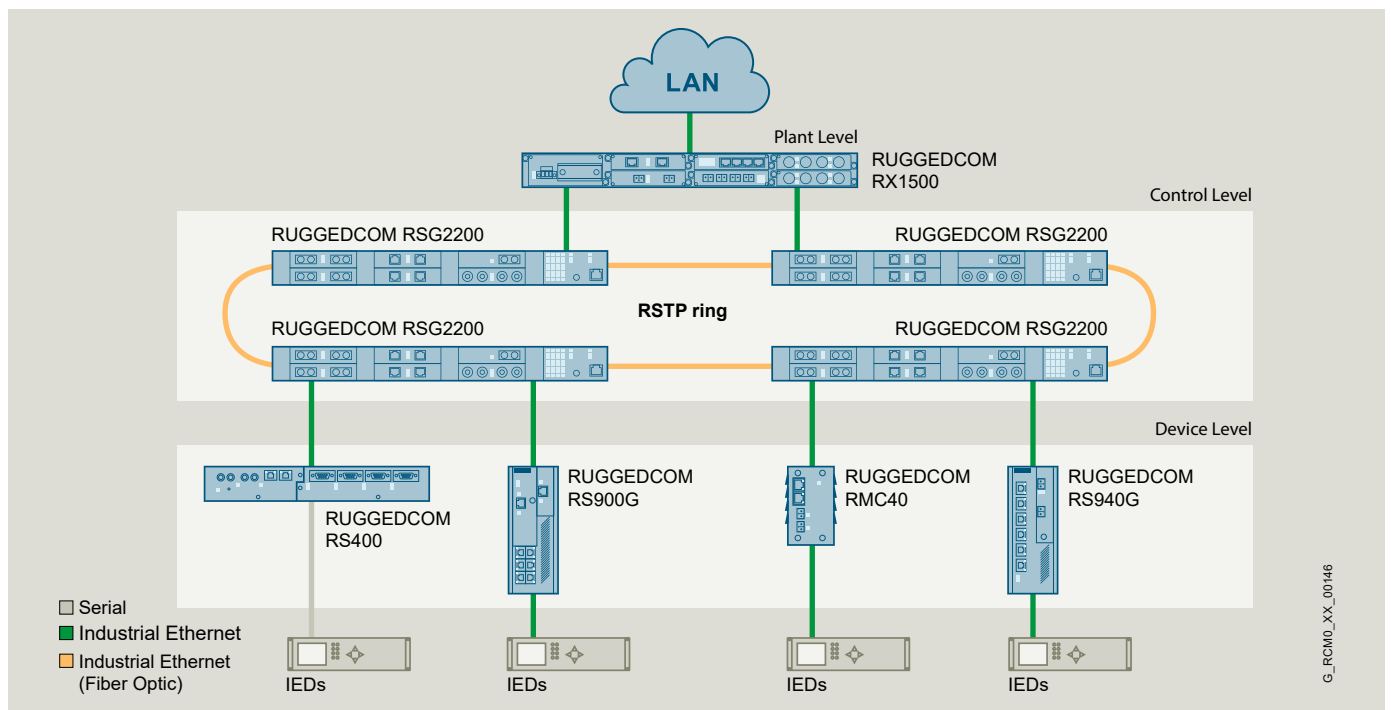 LAN
Plant Level
RUGGEDCOM
RX1500
Control Level
RUGGEDCOM RSG2200
RUGGEDCOM RSG2200
RSTP ring
RUGGEDCOM RSG2200
RUGGEDCOM RSG2200
Device Level
RUGGEDCOM
RS400
RUGGEDCOM
RS900G
RUGGEDCOM
RMC40
RUGGEDCOM
RS940G
Serial
Industrial Ethernet
Industrial Ethernet
(Fiber Optic)
IEDs
IEDs
IEDs
IEDs
G_RCM0_XX_00146